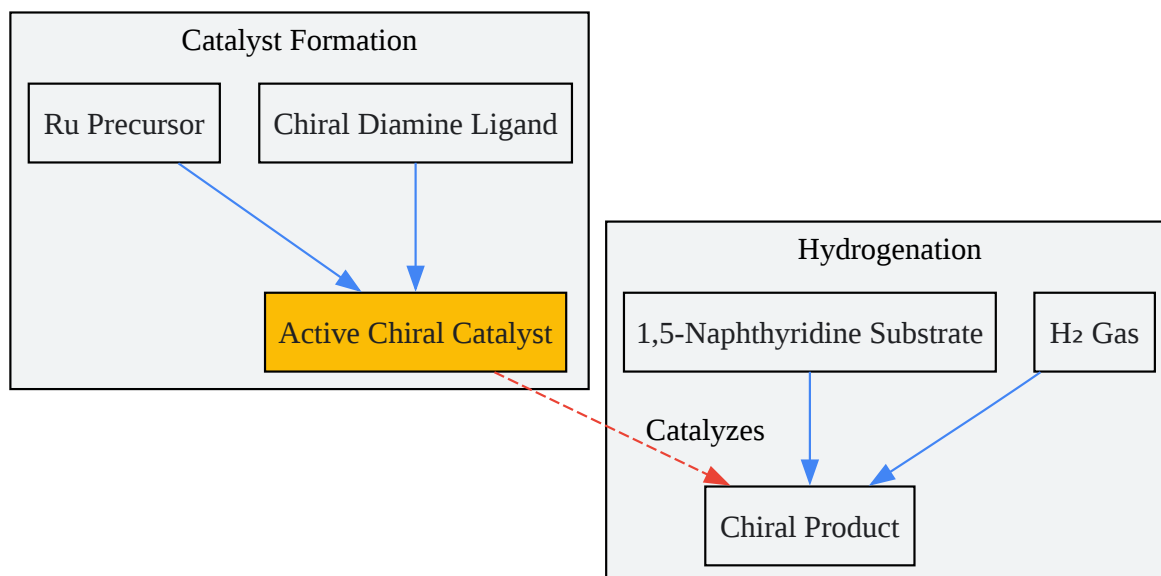 Catalyst Formation
Ru Precursor
Chiral Diamine Ligand
Active Chiral Catalyst
Hydrogenation
1,5-Naphthyridine Substrate
H₂ Gas
Catalyzes
Chiral Product